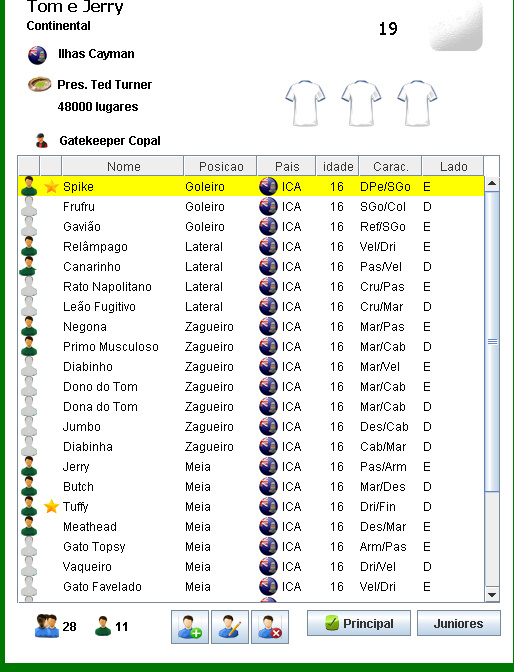 Tom e Jerry
Continental
19
Ilhas Cayman
Pres. Ted Turner
48000 lugares
Gatekeeper Copal
Nome Posicao Pais idade Carac. Lado
Spike Goleiro ICA 16 DPe/SGo E
Frufru Goleiro ICA 16 SGo/Col D
Gavião Goleiro ICA 16 Ref/SGo E
Relâmpago Lateral ICA 16 Vel/Dri E
Canarinho Lateral ICA 16 Pas/Vel D
Rato Napolitano Lateral ICA 16 Cru/Pas E
Leão Fugitivo Lateral ICA 16 Cru/Mar D
Negona Zagueiro ICA 16 Mar/Pas E
Primo Musculoso Zagueiro ICA 16 Mar/Cab D
Diabinho Zagueiro ICA 16 Mar/Vel E
Dono do Tom Zagueiro ICA 16 Mar/Cab E
Dona do Tom Zagueiro ICA 16 Mar/Cab D
Jumbo Zagueiro ICA 16 Des/Cab D
Diabinha Zagueiro ICA 16 Cab/Mar D
Jerry Meia ICA 16 Pas/Arm E
Butch Meia ICA 16 Mar/Des D
Tuffy Meia ICA 16 Dri/Fin D
Meathead Meia ICA 16 Des/Mar E
Gato Topsy Meia ICA 16 Arm/Pas E
Vaqueiro Meia ICA 16 Dri/Vel D
Gato Favelado Meia ICA 16 Vel/Dri E
28 11 Principal Juniores